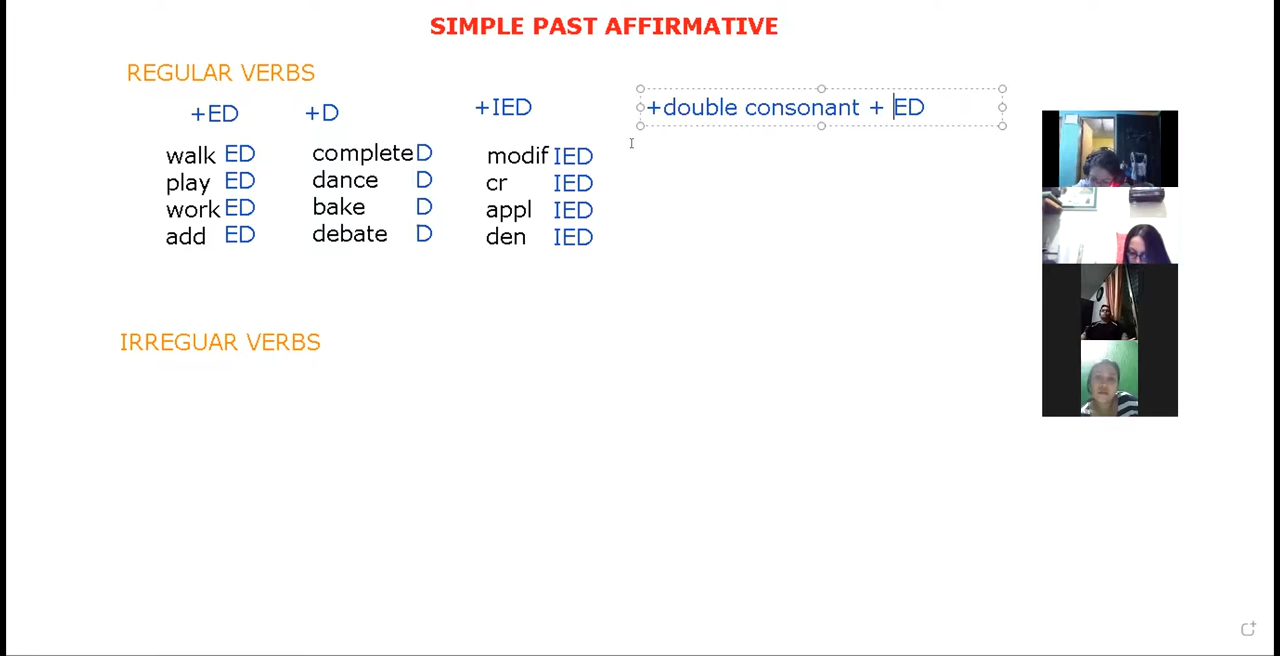 SIMPLE PAST AFFIRMATIVE
REGULAR VERBS
+ED +D +IED +double consonant + ED
walk ED complete D modif IED
play ED dance D cr IED
work ED bake D appl IED
add ED debate D den IED
IRREGUAR VERBS